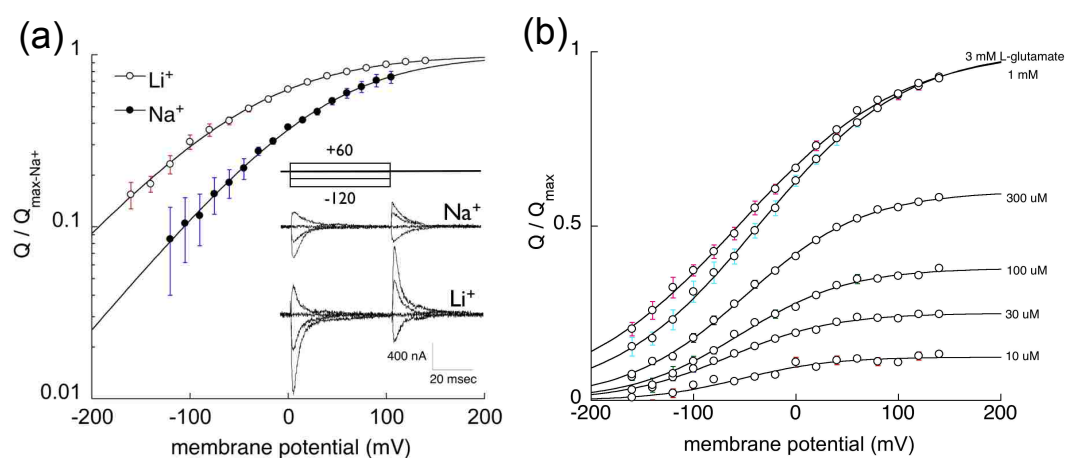 (a)
1
Li⁺
Na⁺
Q / Qmax-Na⁺
0.1
0.01
+60
-120
Na⁺
Li⁺
400 nA
20 msec
-200 -100 0 100 200
membrane potential (mV)
(b)
1
3 mM L-glutamate
1 mM
Q / Qmax
0.5
300 uM
100 uM
30 uM
10 uM
0
-200 -100 0 100 200
membrane potential (mV)